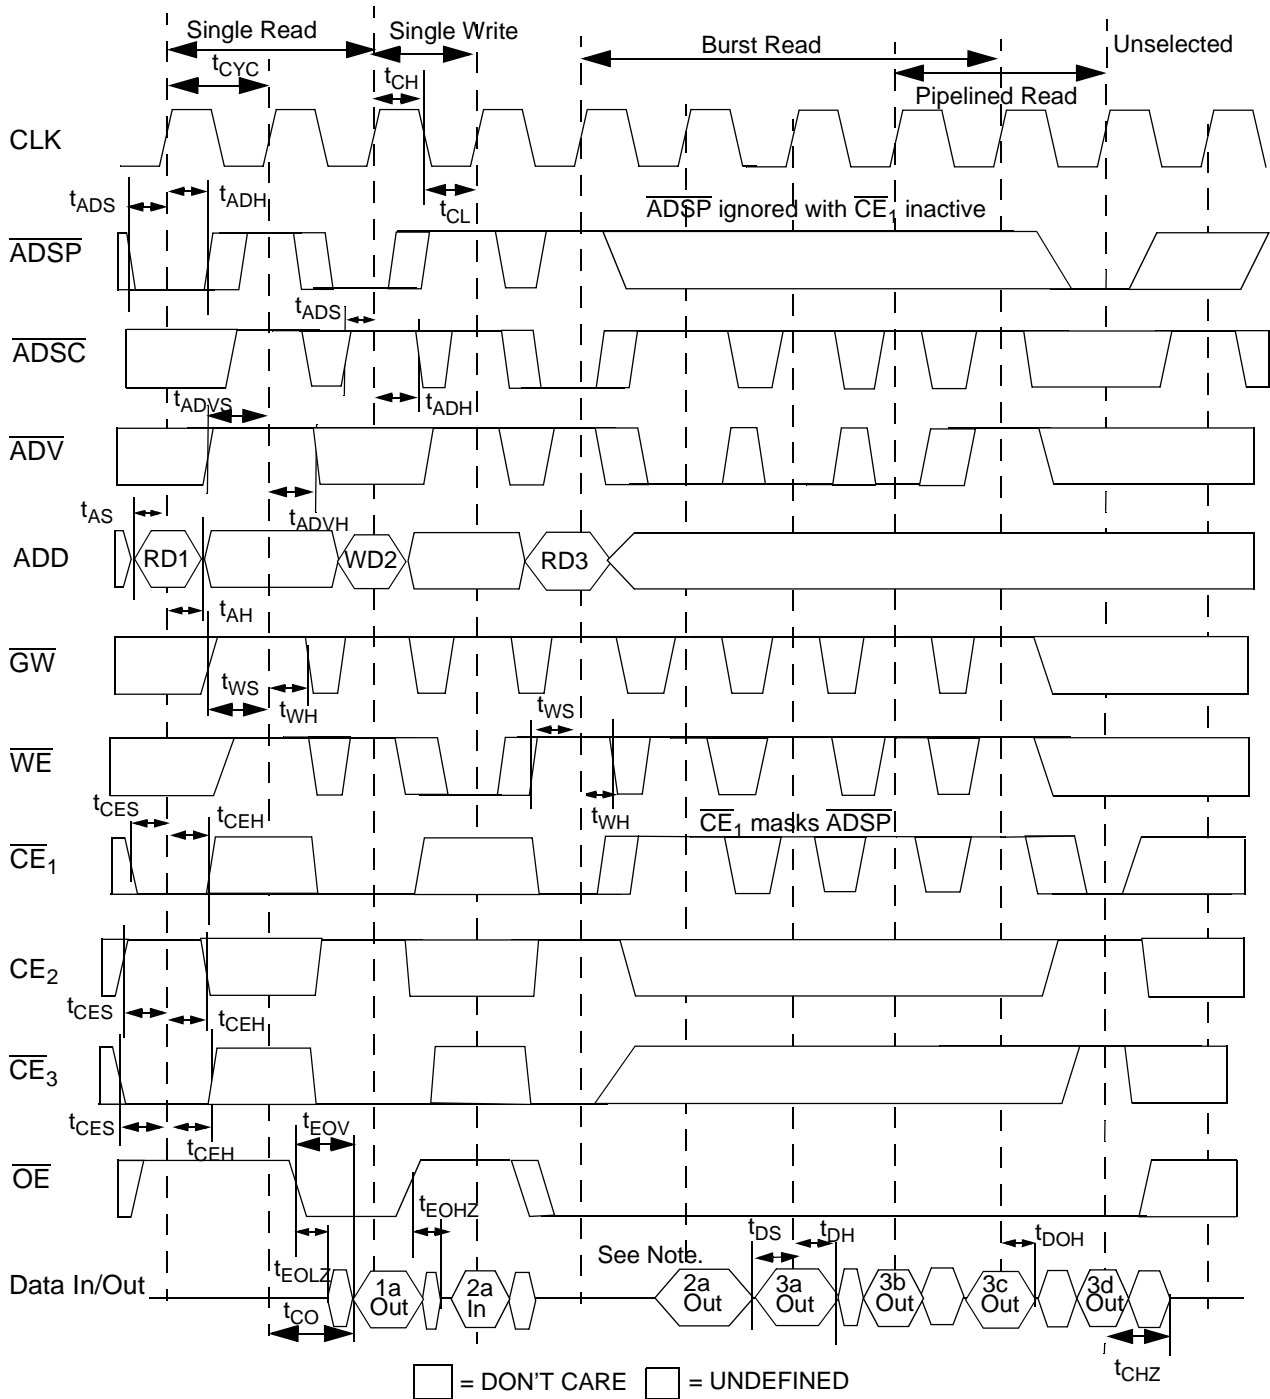 Single Read
Single Write
Burst Read
Unselected
tCYC
tCH
Pipelined Read
CLK
tADS
tADH
tCL
ADSP ignored with CE1 inactive
ADSP
tADS
ADSC
tADVS
tADH
ADV
tAS
tADVH
ADD
RD1
WD2
RD3
tAH
GW
tWS
tWH
tWS
WE
tCES
tCEH
tWH
CE1 masks ADSP
CE1
CE2
tCES
tCEH
CE3
tCES
tCEH
tEOV
OE
tEOHZ
tDS
tDH
tDOH
See Note.
tEOLZ
Data In/Out
1a Out
2a In
2a Out
3a Out
3b Out
3c Out
3d Out
tCO
tCHZ
= DON'T CARE
= UNDEFINED